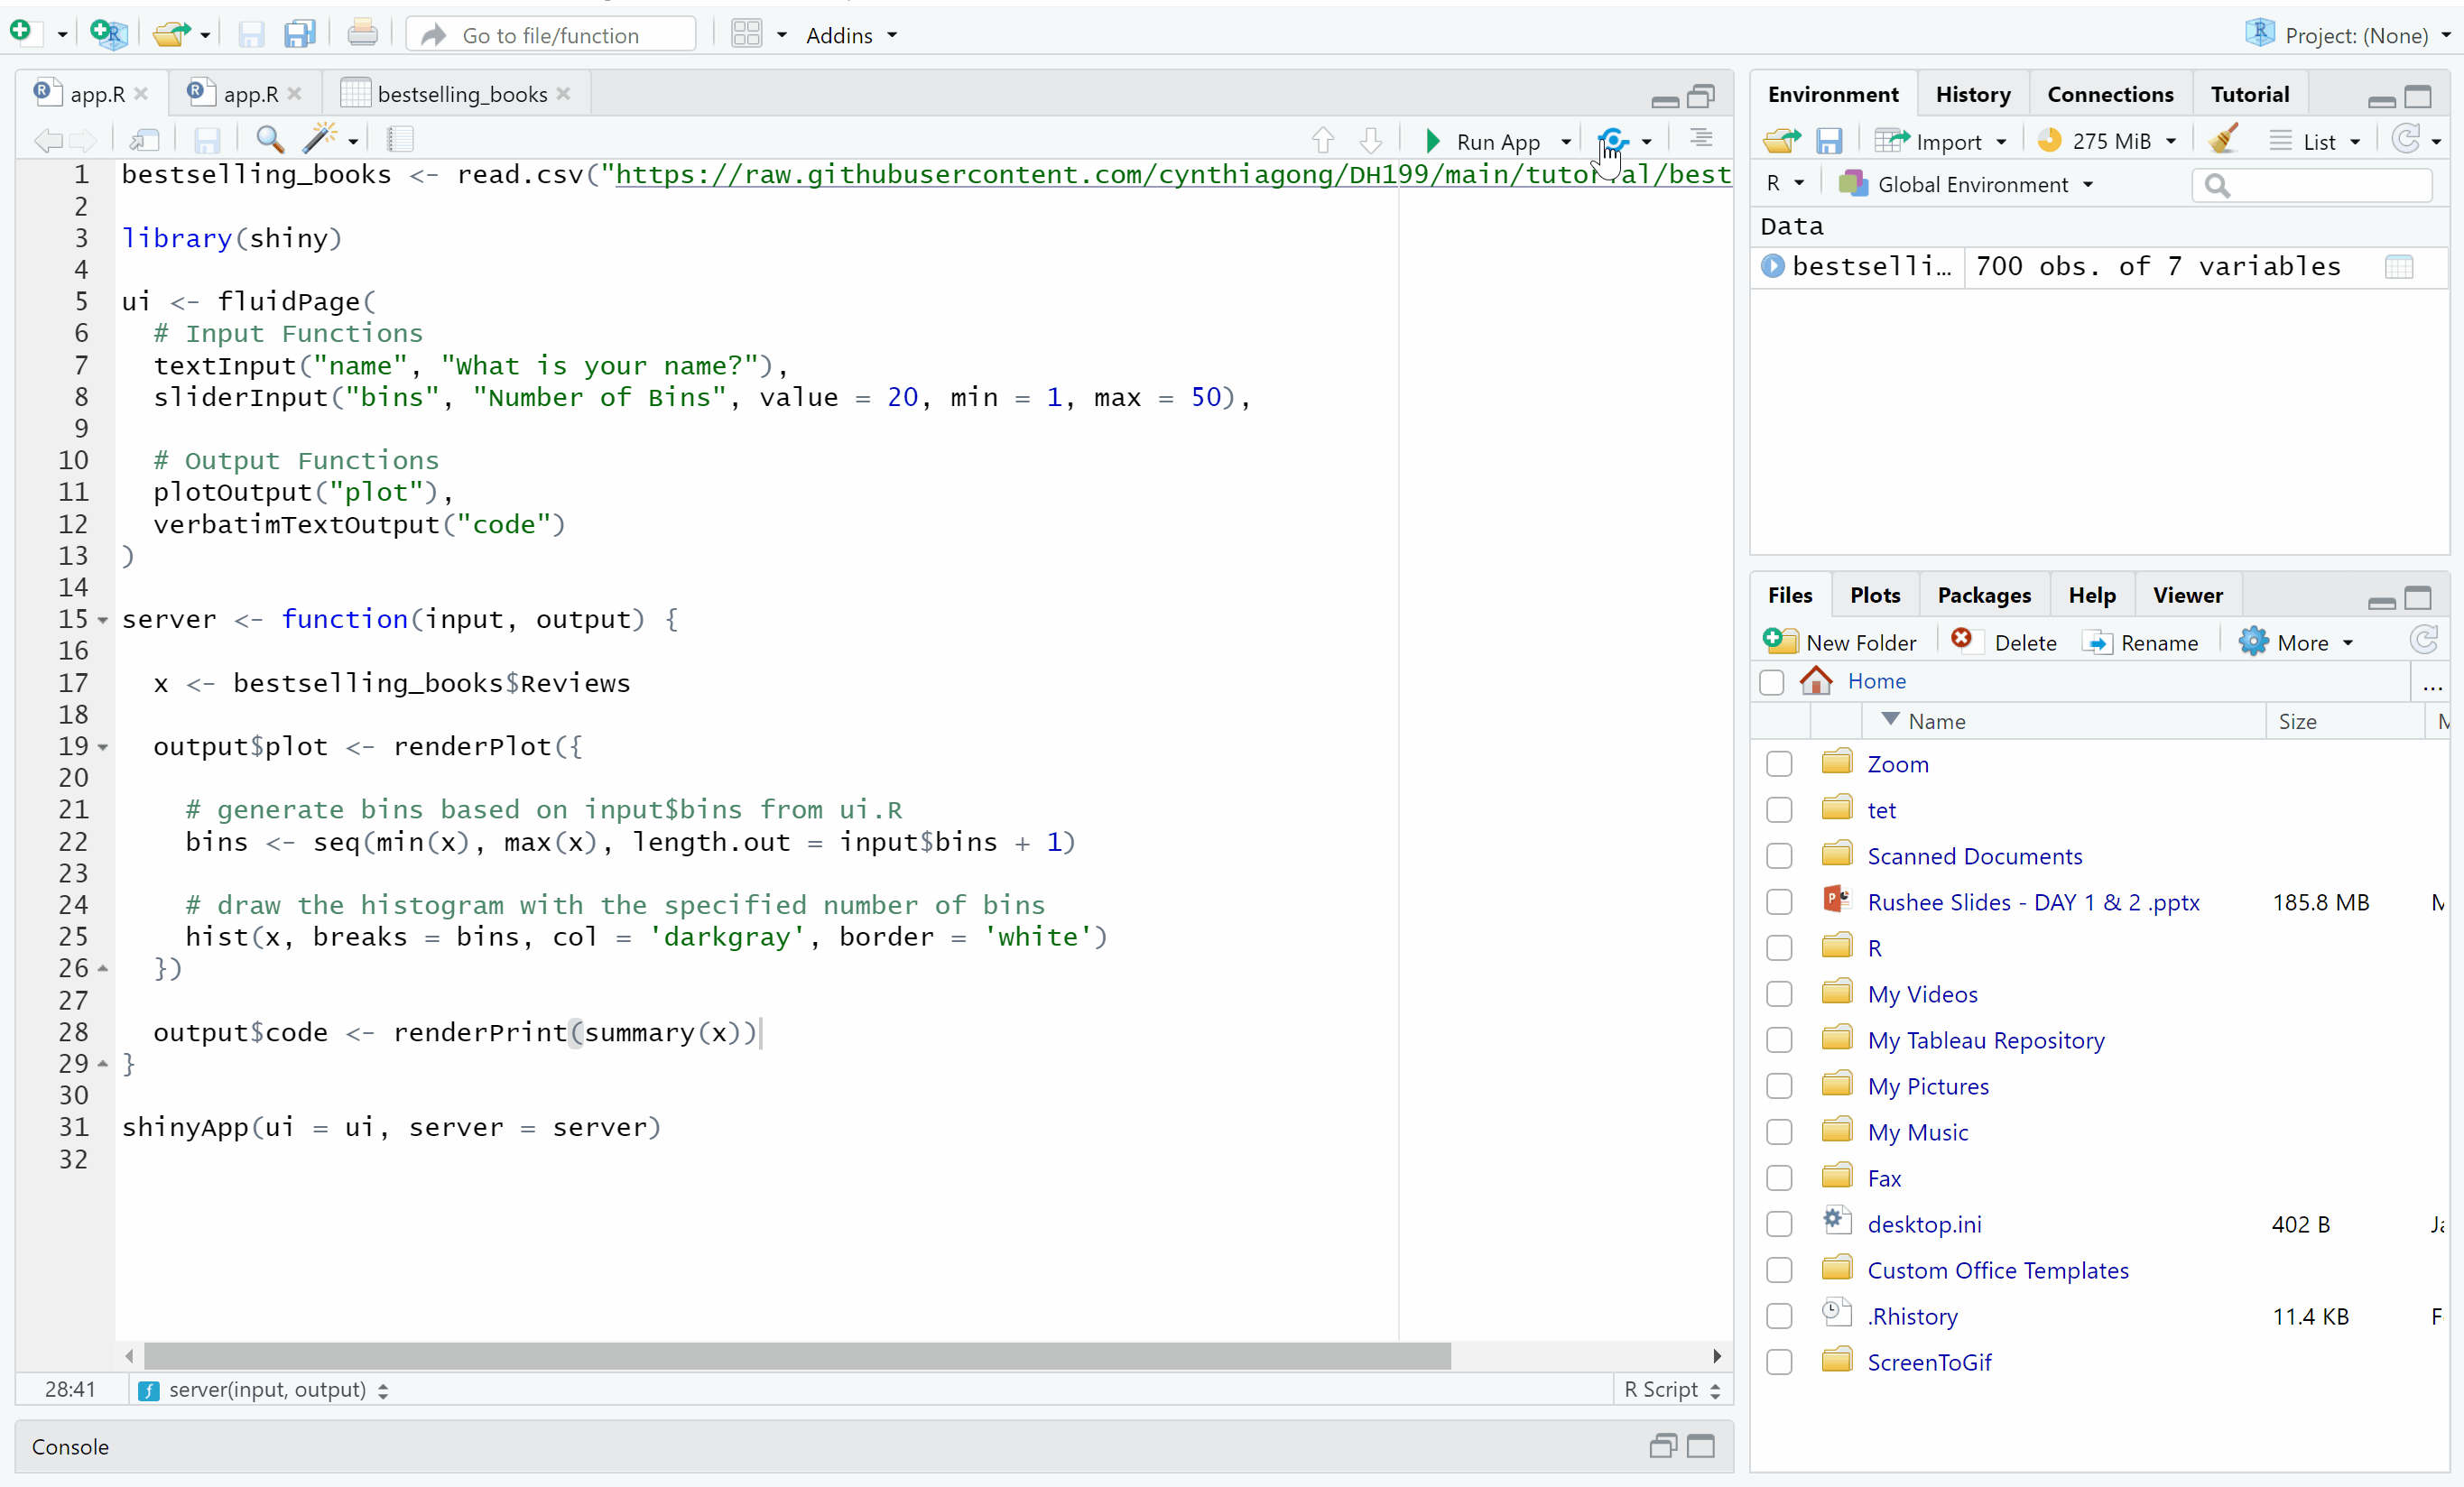 Go to file/function
Addins
Project: (None)
app.R
app.R
bestselling_books
Run App
1 bestselling_books <- read.csv("https://raw.githubusercontent.com/cynthiagong/DH199/main/tutorial/best
2
3 library(shiny)
4
5 ui <- fluidPage(
6   # Input Functions
7   textInput("name", "What is your name?"),
8   sliderInput("bins", "Number of Bins", value = 20, min = 1, max = 50),
9
10   # Output Functions
11   plotOutput("plot"),
12   verbatimTextOutput("code")
13 )
14
15 server <- function(input, output) {
16
17   x <- bestselling_books$Reviews
18
19   output$plot <- renderPlot({
20
21     # generate bins based on input$bins from ui.R
22     bins <- seq(min(x), max(x), length.out = input$bins + 1)
23
24     # draw the histogram with the specified number of bins
25     hist(x, breaks = bins, col = 'darkgray', border = 'white')
26   })
27
28   output$code <- renderPrint(summary(x))
29 }
30
31 shinyApp(ui = ui, server = server)
32
28:41 server(input, output) R Script
Console
Environment History Connections Tutorial
Import 275 MiB List
R Global Environment
Data
bestselli... 700 obs. of 7 variables
Files Plots Packages Help Viewer
New Folder Delete Rename More
Home ...
Name Size
Zoom
tet
Scanned Documents
Rushee Slides - DAY 1 & 2 .pptx 185.8 MB
R
My Videos
My Tableau Repository
My Pictures
My Music
Fax
desktop.ini 402 B
Custom Office Templates
.Rhistory 11.4 KB
ScreenToGif